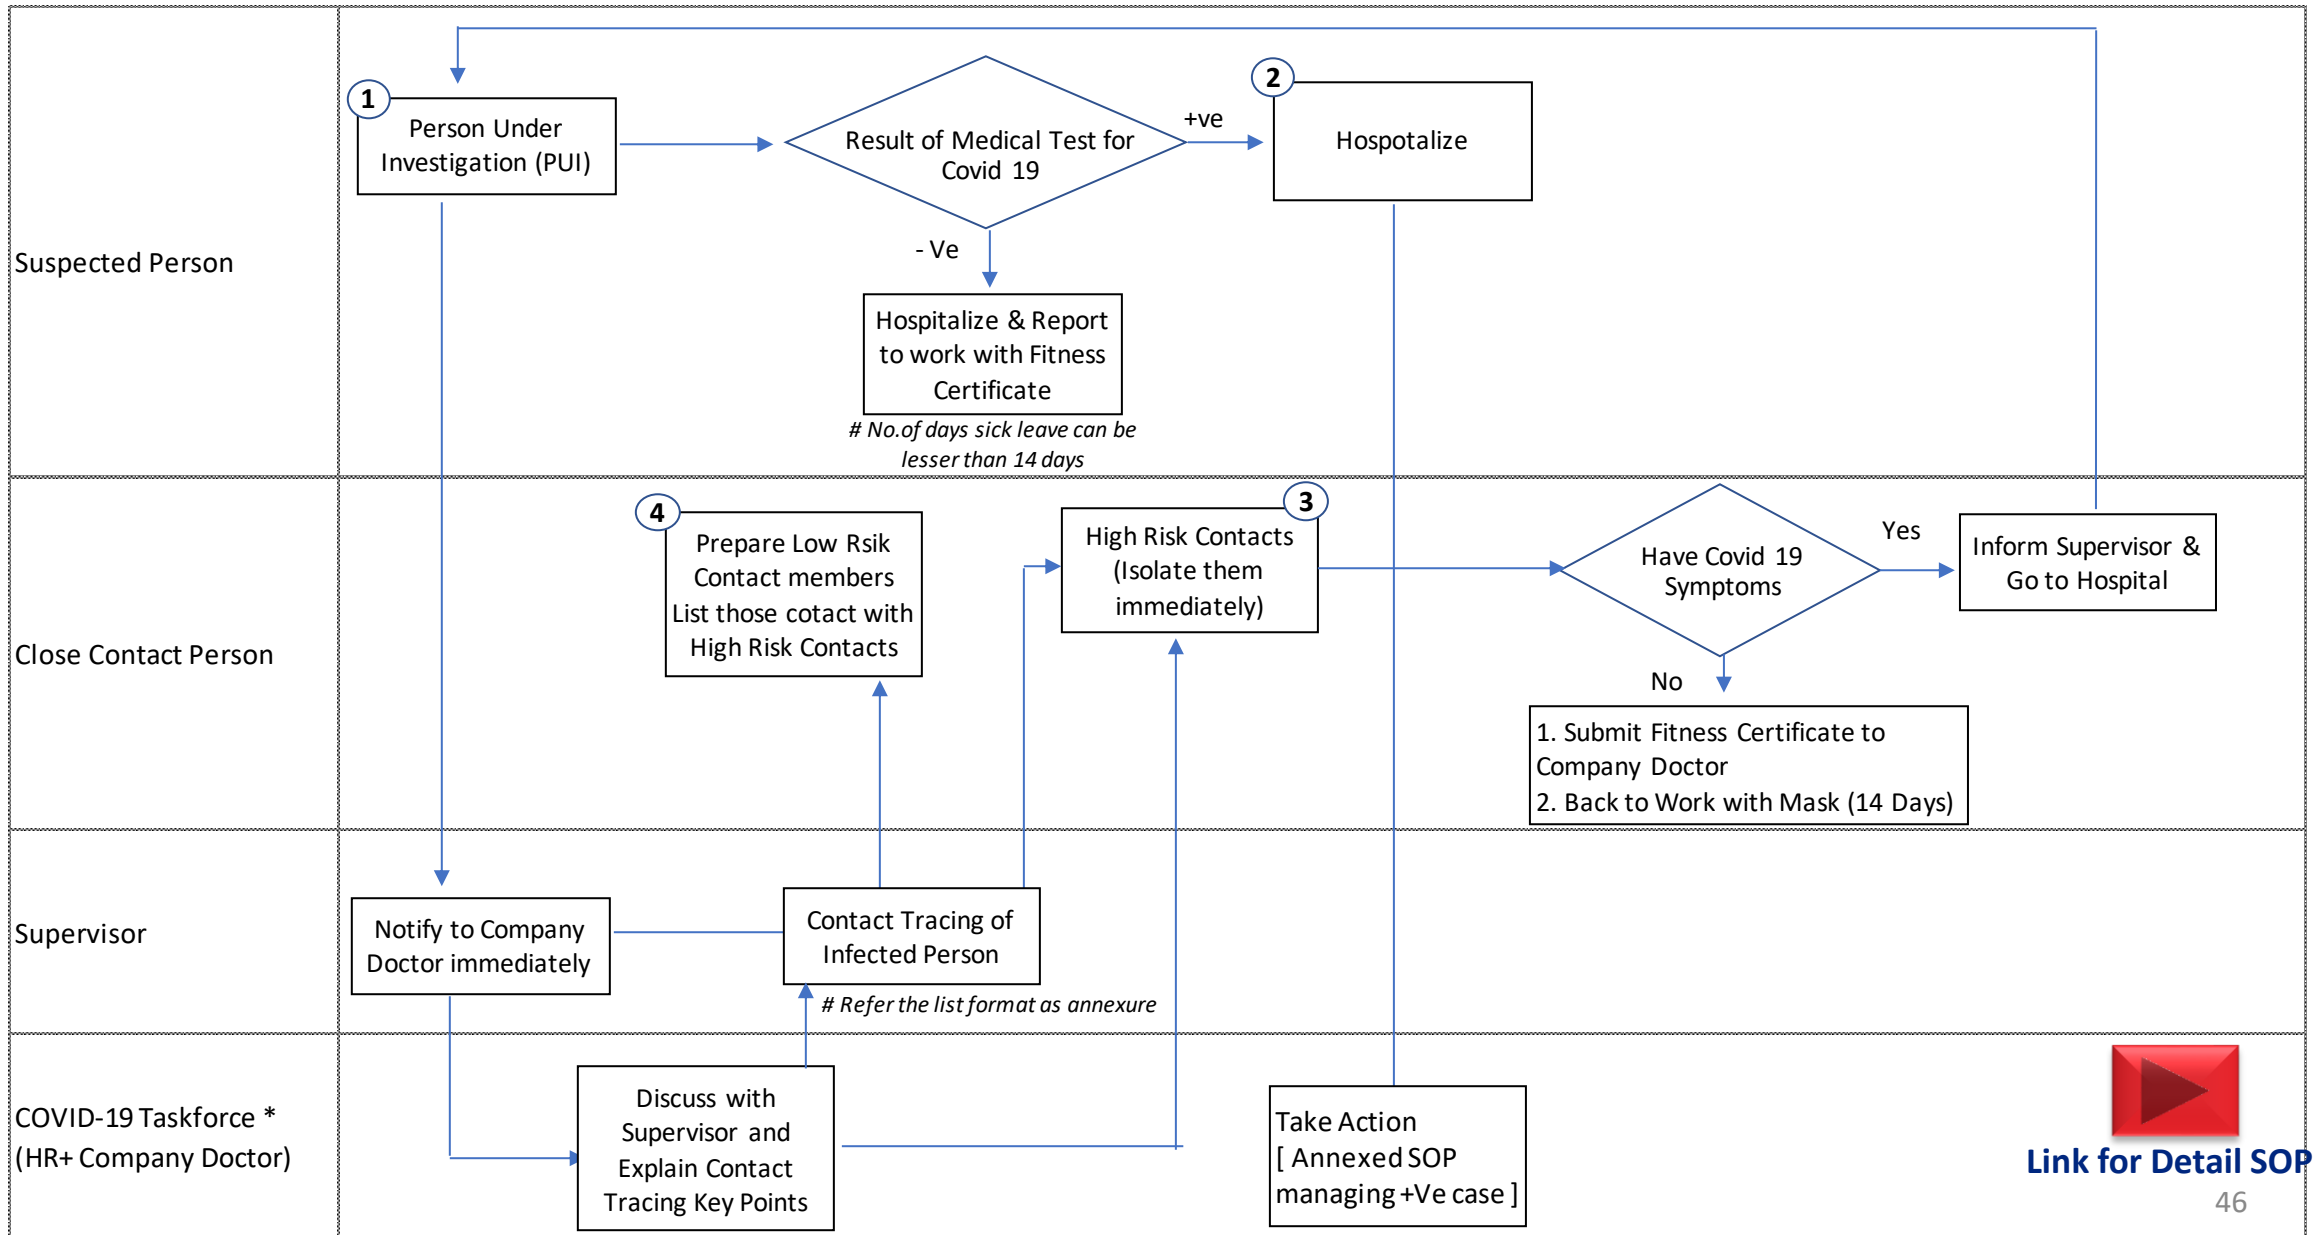 Suspected Person
1
Person Under
Investigation (PUI)
Result of Medical Test for
Covid 19
+ve
2
Hospotalize
- Ve
Hospitalize & Report
to work with Fitness
Certificate
# No.of days sick leave can be
lesser than 14 days
Close Contact Person
4
Prepare Low Rsik
Contact members
List those cotact with
High Risk Contacts
3
High Risk Contacts
(Isolate them
immediately)
Have Covid 19
Symptoms
Yes
Inform Supervisor &
Go to Hospital
No
1. Submit Fitness Certificate to
Company Doctor
2. Back to Work with Mask (14 Days)
Supervisor
Notify to Company
Doctor immediately
Contact Tracing of
Infected Person
# Refer the list format as annexure
COVID-19 Taskforce *
(HR+ Company Doctor)
Discuss with
Supervisor and
Explain Contact
Tracing Key Points
Take Action
[ Annexed SOP
managing +Ve case ]
Link for Detail SOP
46